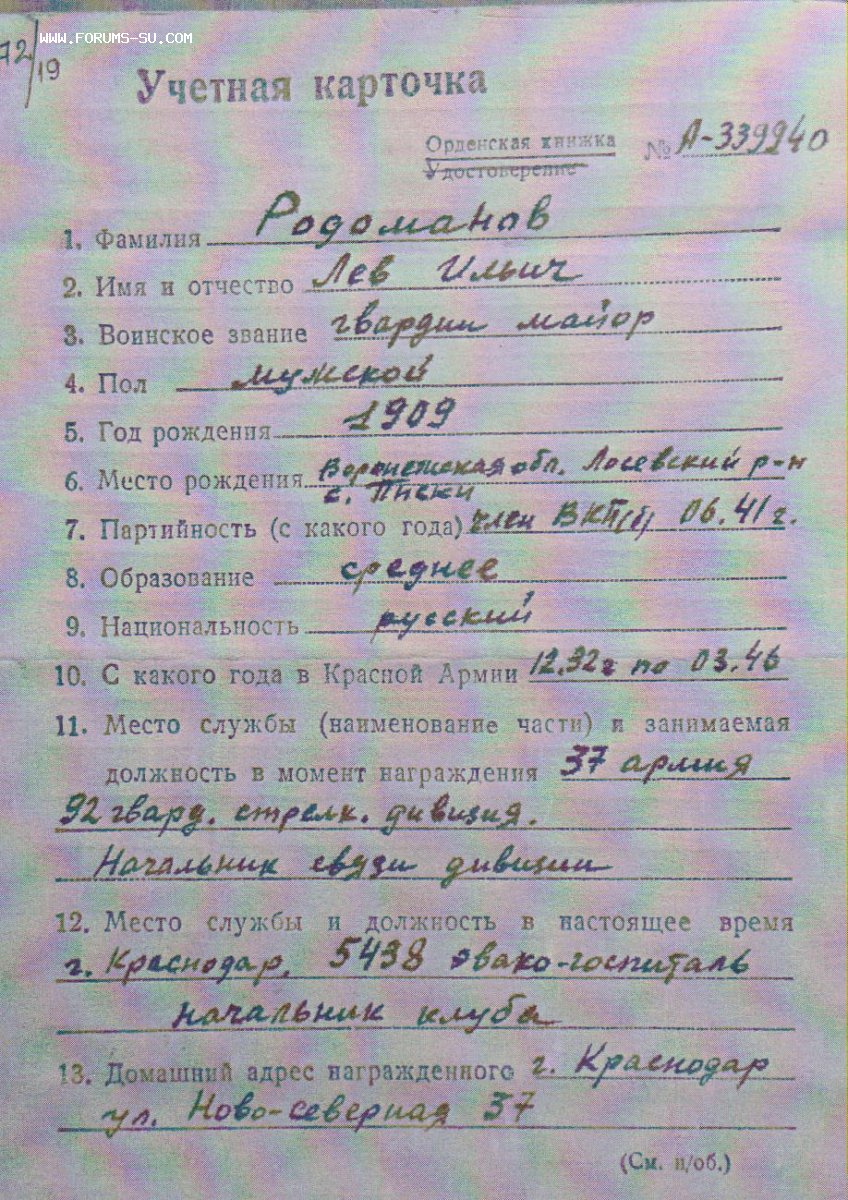 WWW.FORUMS-SU.COM
72/19
Учетная карточка
Орденская книжка № А-339940
Удостоверение
1. Фамилия Родоманов
2. Имя и отчество Лев Ильич
3. Воинское звание гвардии майор
4. Пол мужской
5. Год рождения 1909
6. Место рождения Воронежская обл. Лосевский р-н
с. Пески
7. Партийность (с какого года) член ВКП(б) 06.41 г.
8. Образование среднее
9. Национальность русский
10. С какого года в Красной Армии 12.32 г по 03.46
11. Место службы (наименование части) и занимаемая
должность в момент награждения 37 армия
92 гвард. стрелк. дивизия.
Начальник связи дивизии
12. Место службы и должность в настоящее время
г. Краснодар. 5438 эвако-госпиталь
начальник клуба
13. Домашний адрес награжденного г. Краснодар
ул. Ново-северная 37
(См. н/об.)